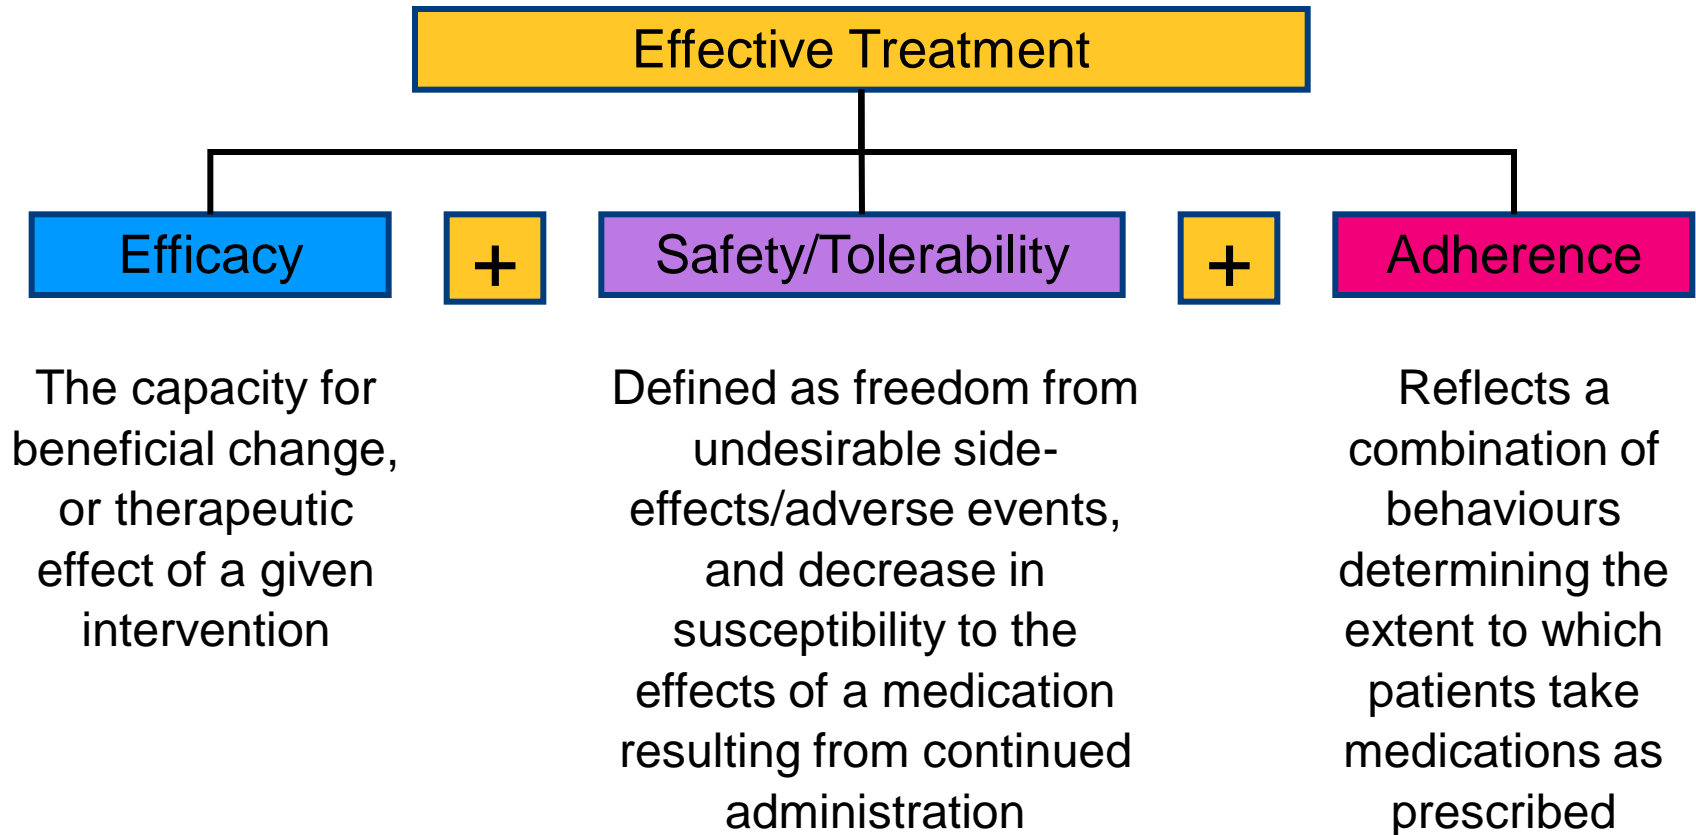 Effective Treatment
Efficacy
+
Safety/Tolerability
+
Adherence
The capacity for
beneficial change,
or therapeutic
effect of a given
intervention
Defined as freedom from
undesirable side-
effects/adverse events,
and decrease in
susceptibility to the
effects of a medication
resulting from continued
administration
Reflects a
combination of
behaviours
determining the
extent to which
patients take
medications as
prescribed